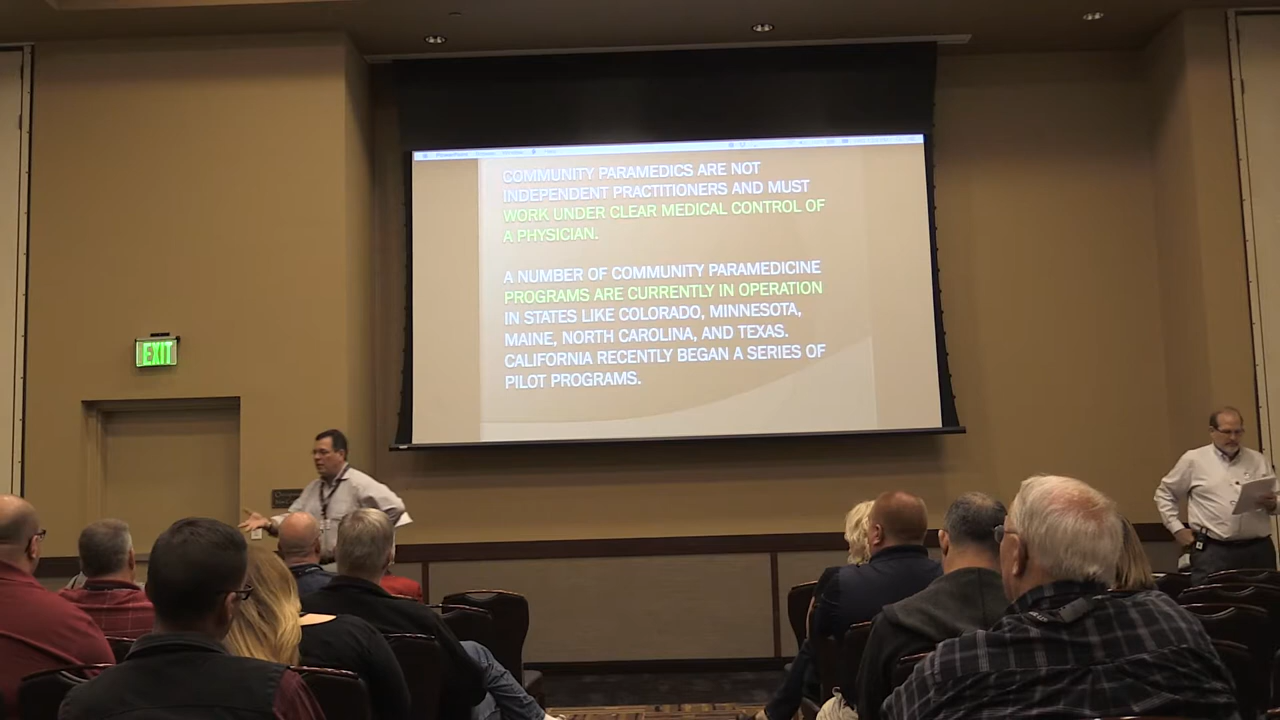 PowerPoint
COMMUNITY PARAMEDICS ARE NOT
INDEPENDENT PRACTITIONERS AND MUST
WORK UNDER CLEAR MEDICAL CONTROL OF
A PHYSICIAN.
A NUMBER OF COMMUNITY PARAMEDICINE
PROGRAMS ARE CURRENTLY IN OPERATION
IN STATES LIKE COLORADO, MINNESOTA,
MAINE, NORTH CAROLINA, AND TEXAS.
CALIFORNIA RECENTLY BEGAN A SERIES OF
PILOT PROGRAMS.
EXIT